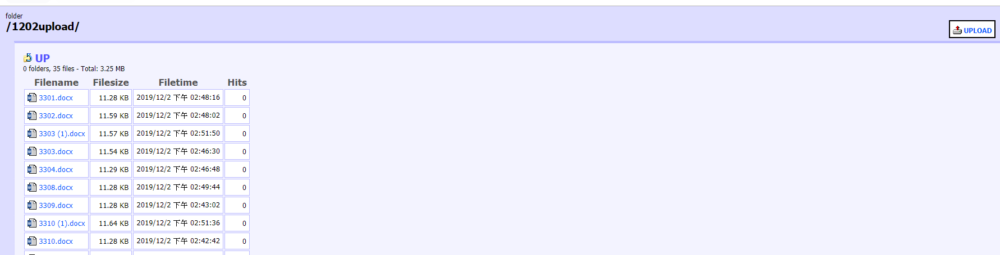 folder
/1202upload/
UPLOAD
UP
0 folders, 35 files - Total: 3.25 MB
Filename Filesize Filetime Hits
3301.docx 11.28 KB 2019/12/2 下午 02:48:16 0
3302.docx 11.59 KB 2019/12/2 下午 02:48:02 0
3303 (1).docx 11.57 KB 2019/12/2 下午 02:51:50 0
3303.docx 11.54 KB 2019/12/2 下午 02:46:30 0
3304.docx 11.29 KB 2019/12/2 下午 02:46:48 0
3308.docx 11.28 KB 2019/12/2 下午 02:49:44 0
3309.docx 11.28 KB 2019/12/2 下午 02:43:02 0
3310 (1).docx 11.64 KB 2019/12/2 下午 02:51:36 0
3310.docx 11.28 KB 2019/12/2 下午 02:42:42 0